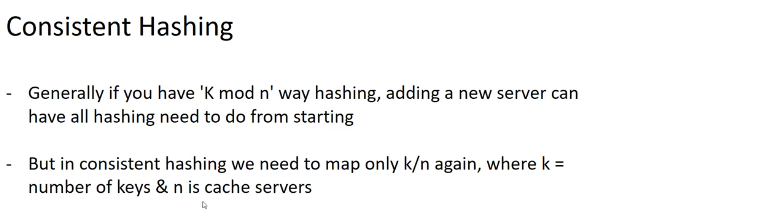 Consistent Hashing
- Generally if you have 'K mod n' way hashing, adding a new server can
have all hashing need to do from starting
- But in consistent hashing we need to map only k/n again, where k =
number of keys & n is cache servers